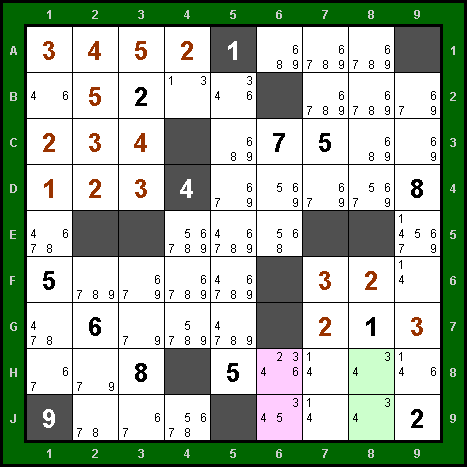 1 2 3 4 5 6 7 8 9
A 3 4 5 2 1 6 8 9 6 7 8 9 6 7 8 9 1
B 4 6 5 2 1 3 3 4 6 6 7 8 9 6 7 8 9 6 7 9 2
C 2 3 4 6 8 9 7 5 6 8 9 6 9 3
D 1 2 3 4 6 7 9 5 6 9 6 7 9 5 6 7 9 8 4
E 4 6 7 8 5 6 7 8 9 4 6 7 8 9 5 6 8 1 4 5 6 7 9 5
F 5 7 8 9 6 7 9 6 7 8 9 4 6 7 8 9 3 2 1 4 6
G 4 7 8 6 7 9 5 7 8 9 4 7 8 9 2 1 3 7
H 6 7 7 9 8 5 2 3 4 6 1 4 3 4 1 4 6 8
J 9 7 8 6 7 5 6 7 8 3 4 5 1 4 3 4 2 9
1 2 3 4 5 6 7 8 9